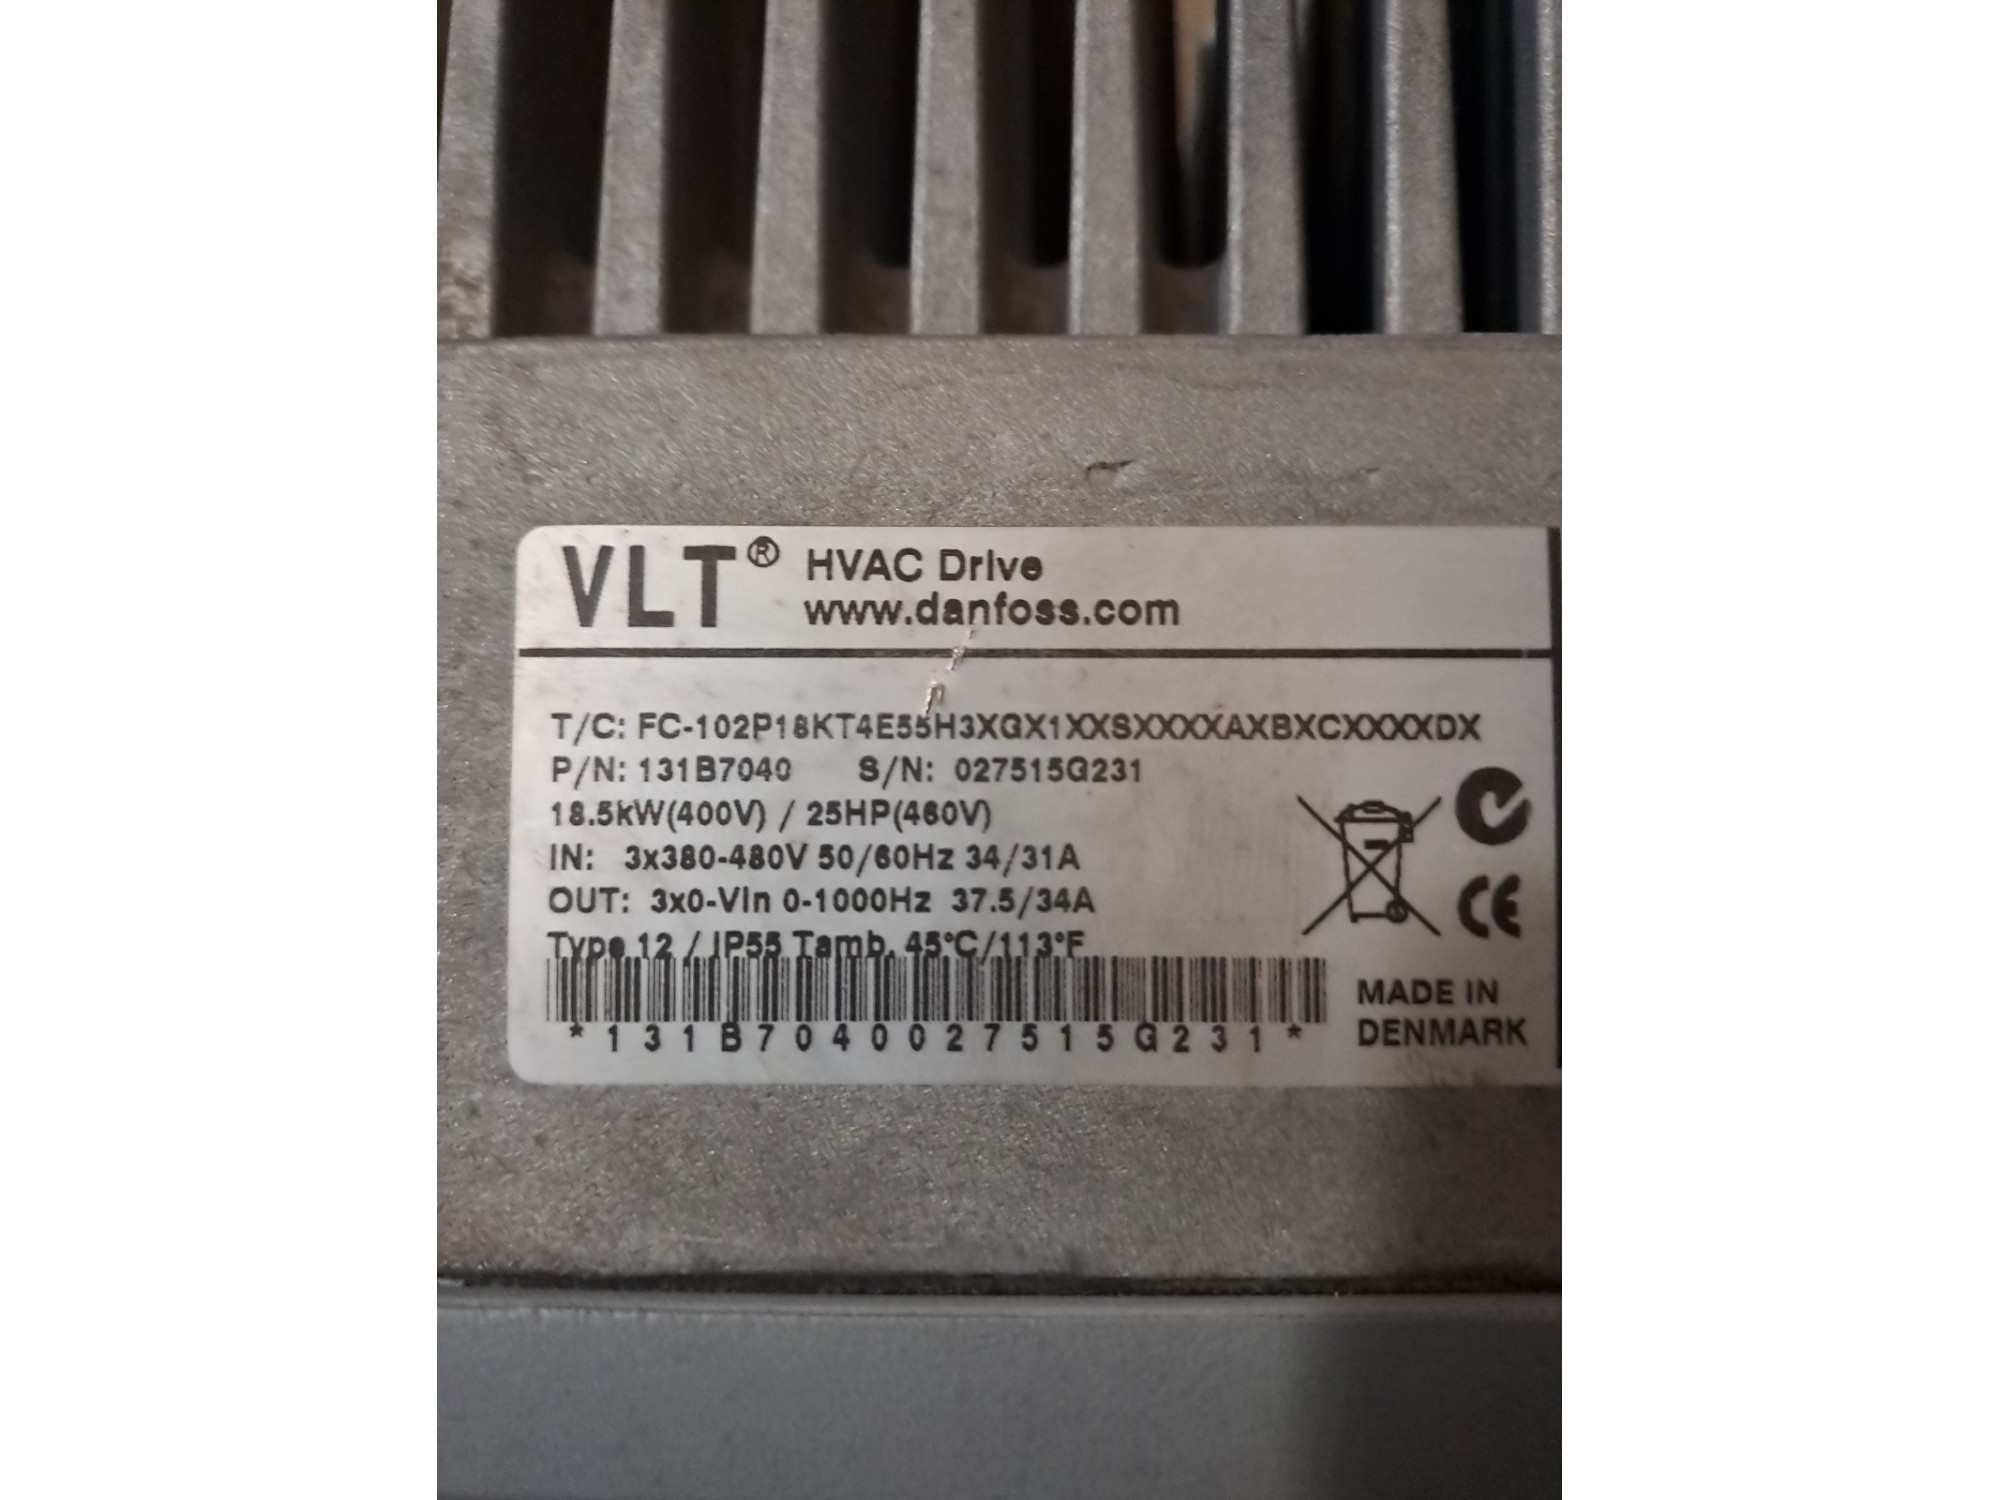 VLT® HVAC Drive
www.danfoss.com
T/C: FC-102P18KT4E55H3XGX1XXSXXXXAXBXCXXXXDX
P/N: 131B7040 S/N: 027515G231
18.5kW(400V) / 25HP(460V)
IN: 3x380-480V 50/60Hz 34/31A
OUT: 3x0-Vin 0-1000Hz 37.5/34A
Type 12 / IP55 Tamb. 45°C/113°F
*131B7040027515G231*
CE
MADE IN
DENMARK